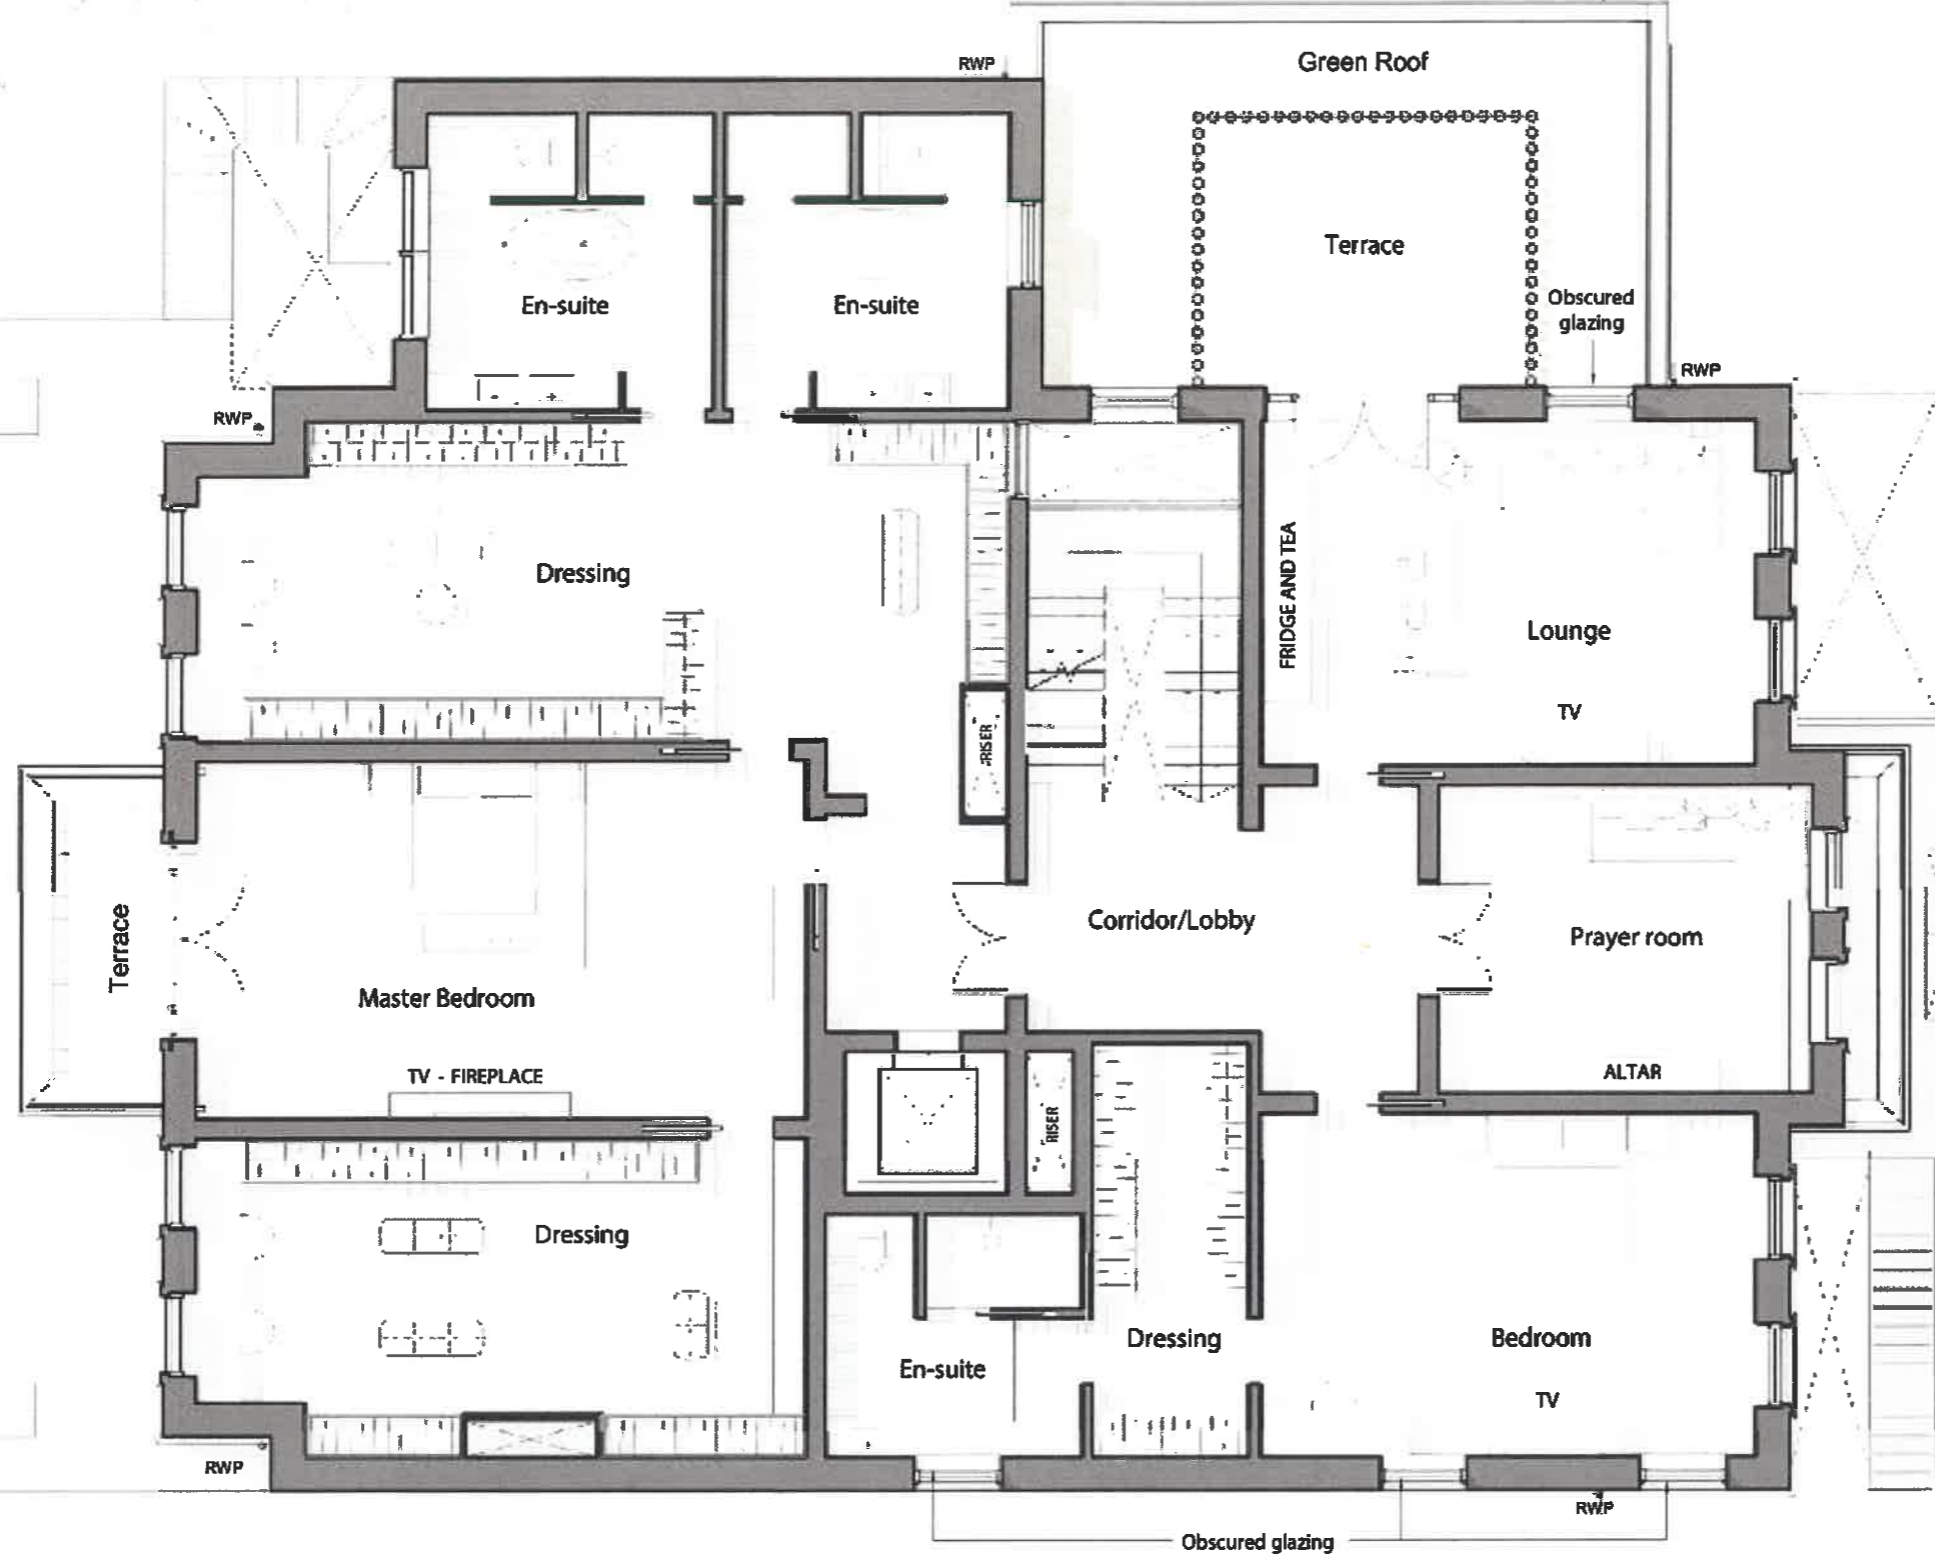 RWP
Green Roof
Terrace
Obscured
glazing
RWP
En-suite
En-suite
RWP
Dressing
FRIDGE AND TEA
Lounge
TV
RISER
Terrace
Master Bedroom
TV - FIREPLACE
Corridor/Lobby
Prayer room
ALTAR
RISER
Dressing
En-suite
Dressing
Bedroom
TV
RWP
RWP
Obscured glazing